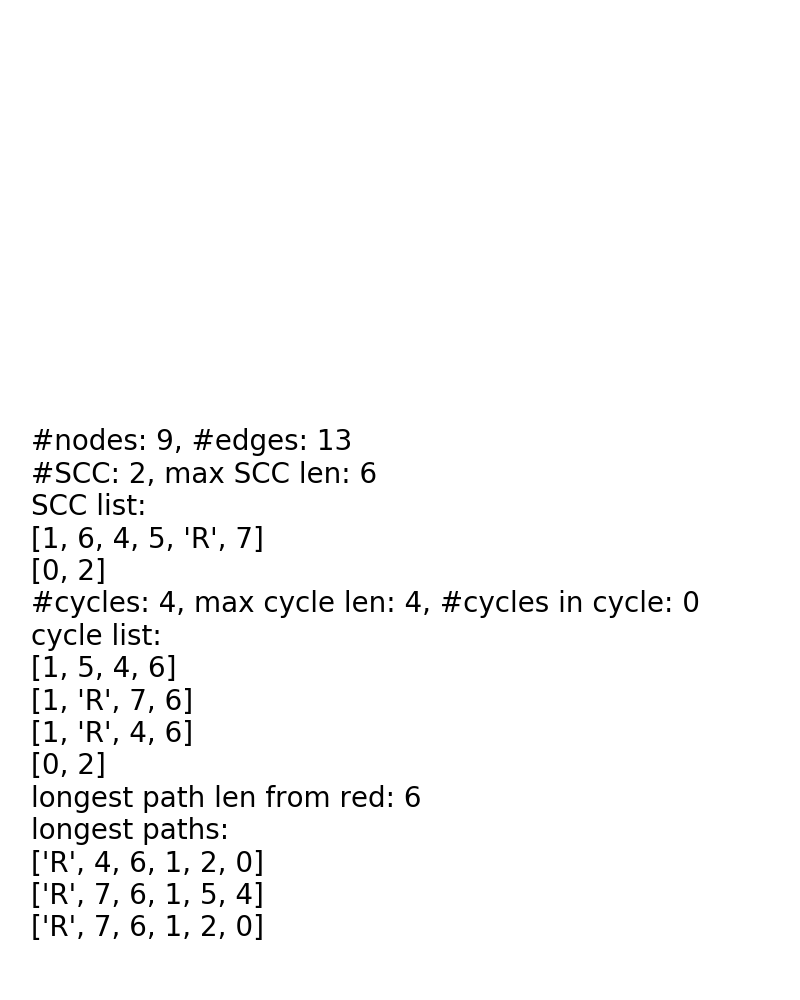 #nodes: 9, #edges: 13
#SCC: 2, max SCC len: 6
SCC list:
[1, 6, 4, 5, 'R', 7]
[0, 2]
#cycles: 4, max cycle len: 4, #cycles in cycle: 0
cycle list:
[1, 5, 4, 6]
[1, 'R', 7, 6]
[1, 'R', 4, 6]
[0, 2]
longest path len from red: 6
longest paths:
['R', 4, 6, 1, 2, 0]
['R', 7, 6, 1, 5, 4]
['R', 7, 6, 1, 2, 0]